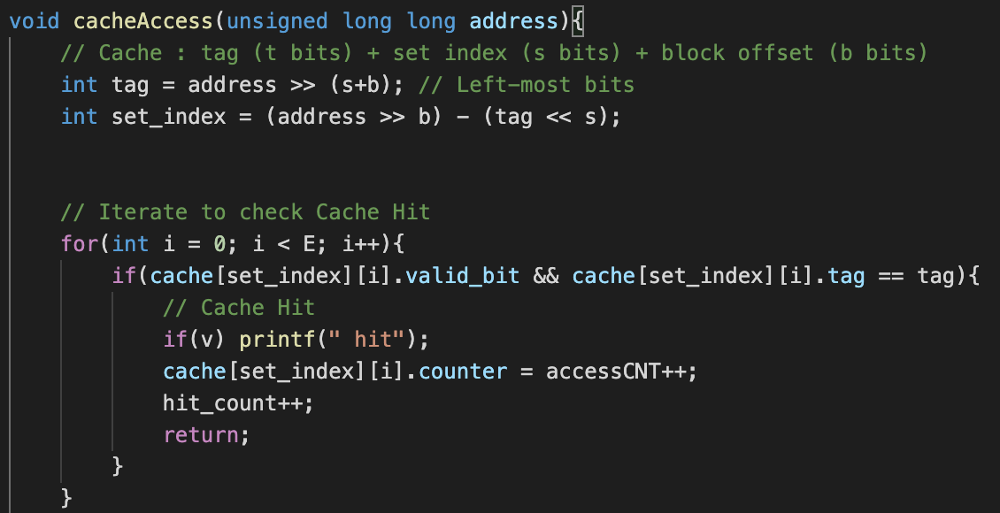 void cacheAccess(unsigned long long address){
    // Cache : tag (t bits) + set index (s bits) + block offset (b bits)
    int tag = address >> (s+b); // Left-most bits
    int set_index = (address >> b) - (tag << s);
    // Iterate to check Cache Hit
    for(int i = 0; i < E; i++){
        if(cache[set_index][i].valid_bit && cache[set_index][i].tag == tag){
            // Cache Hit
            if(v) printf(" hit");
            cache[set_index][i].counter = accessCNT++;
            hit_count++;
            return;
        }
    }